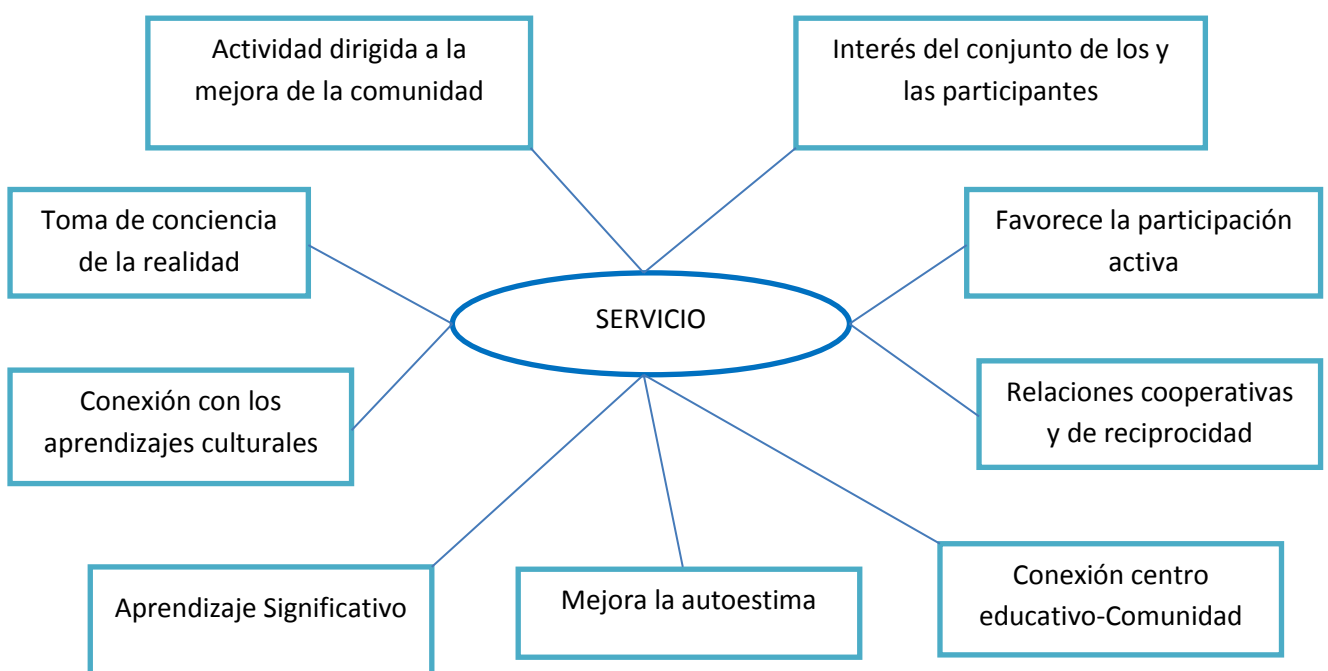 Actividad dirigida a la
mejora de la comunidad
Interés del conjunto de los y
las participantes
Toma de conciencia
de la realidad
Favorece la participación
activa
SERVICIO
Conexión con los
aprendizajes culturales
Relaciones cooperativas
y de reciprocidad
Aprendizaje Significativo
Mejora la autoestima
Conexión centro
educativo-Comunidad